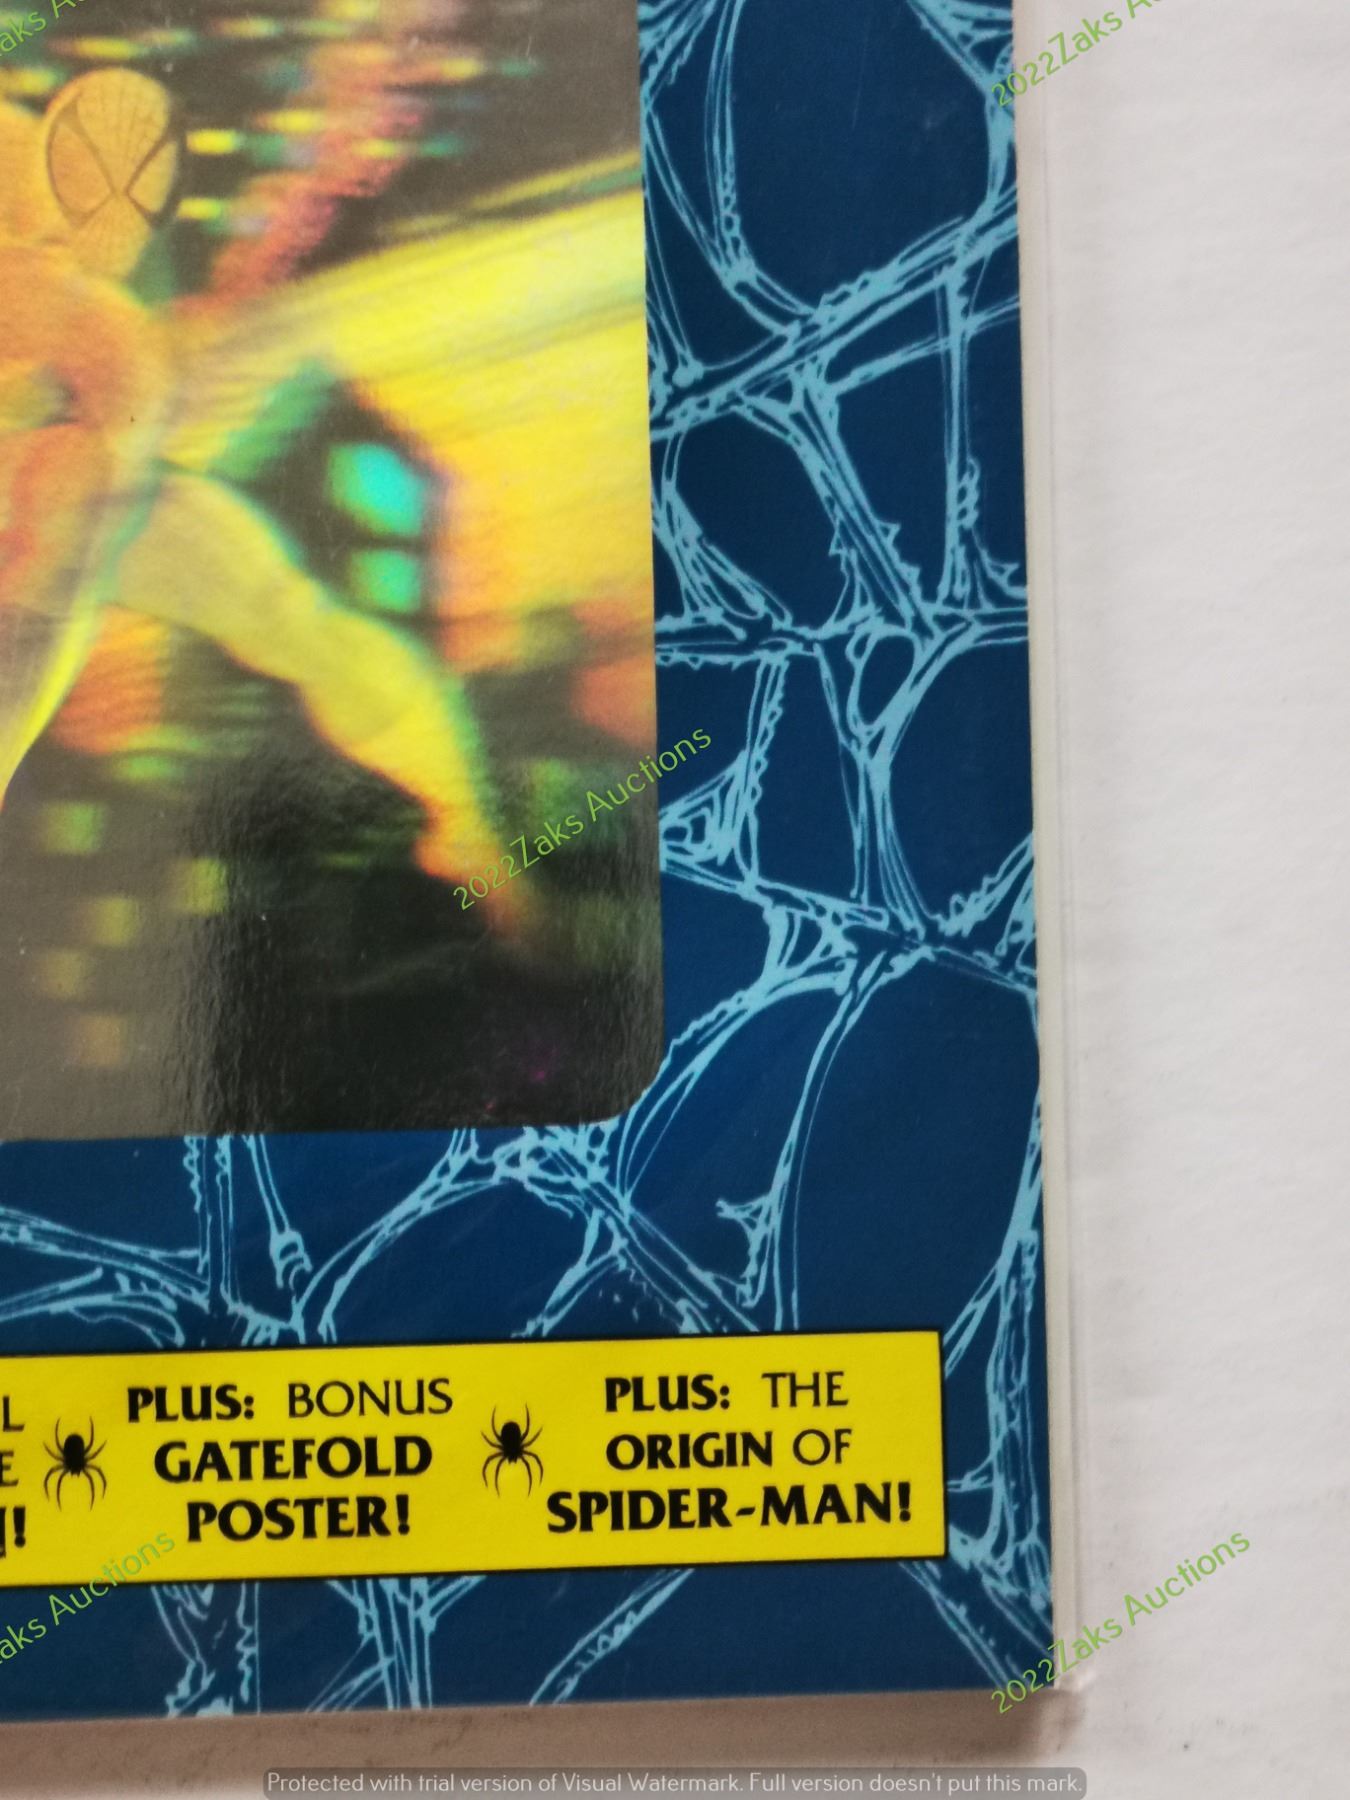 2022Zaks
2022Zaks Auctions
PLUS: BONUS
GATEFOLD
POSTER!
PLUS: THE
ORIGIN OF
SPIDER-MAN!
Auctions
2022Zaks Auctions
Protected with trial version of Visual Watermark. Full version doesn't put this mark.